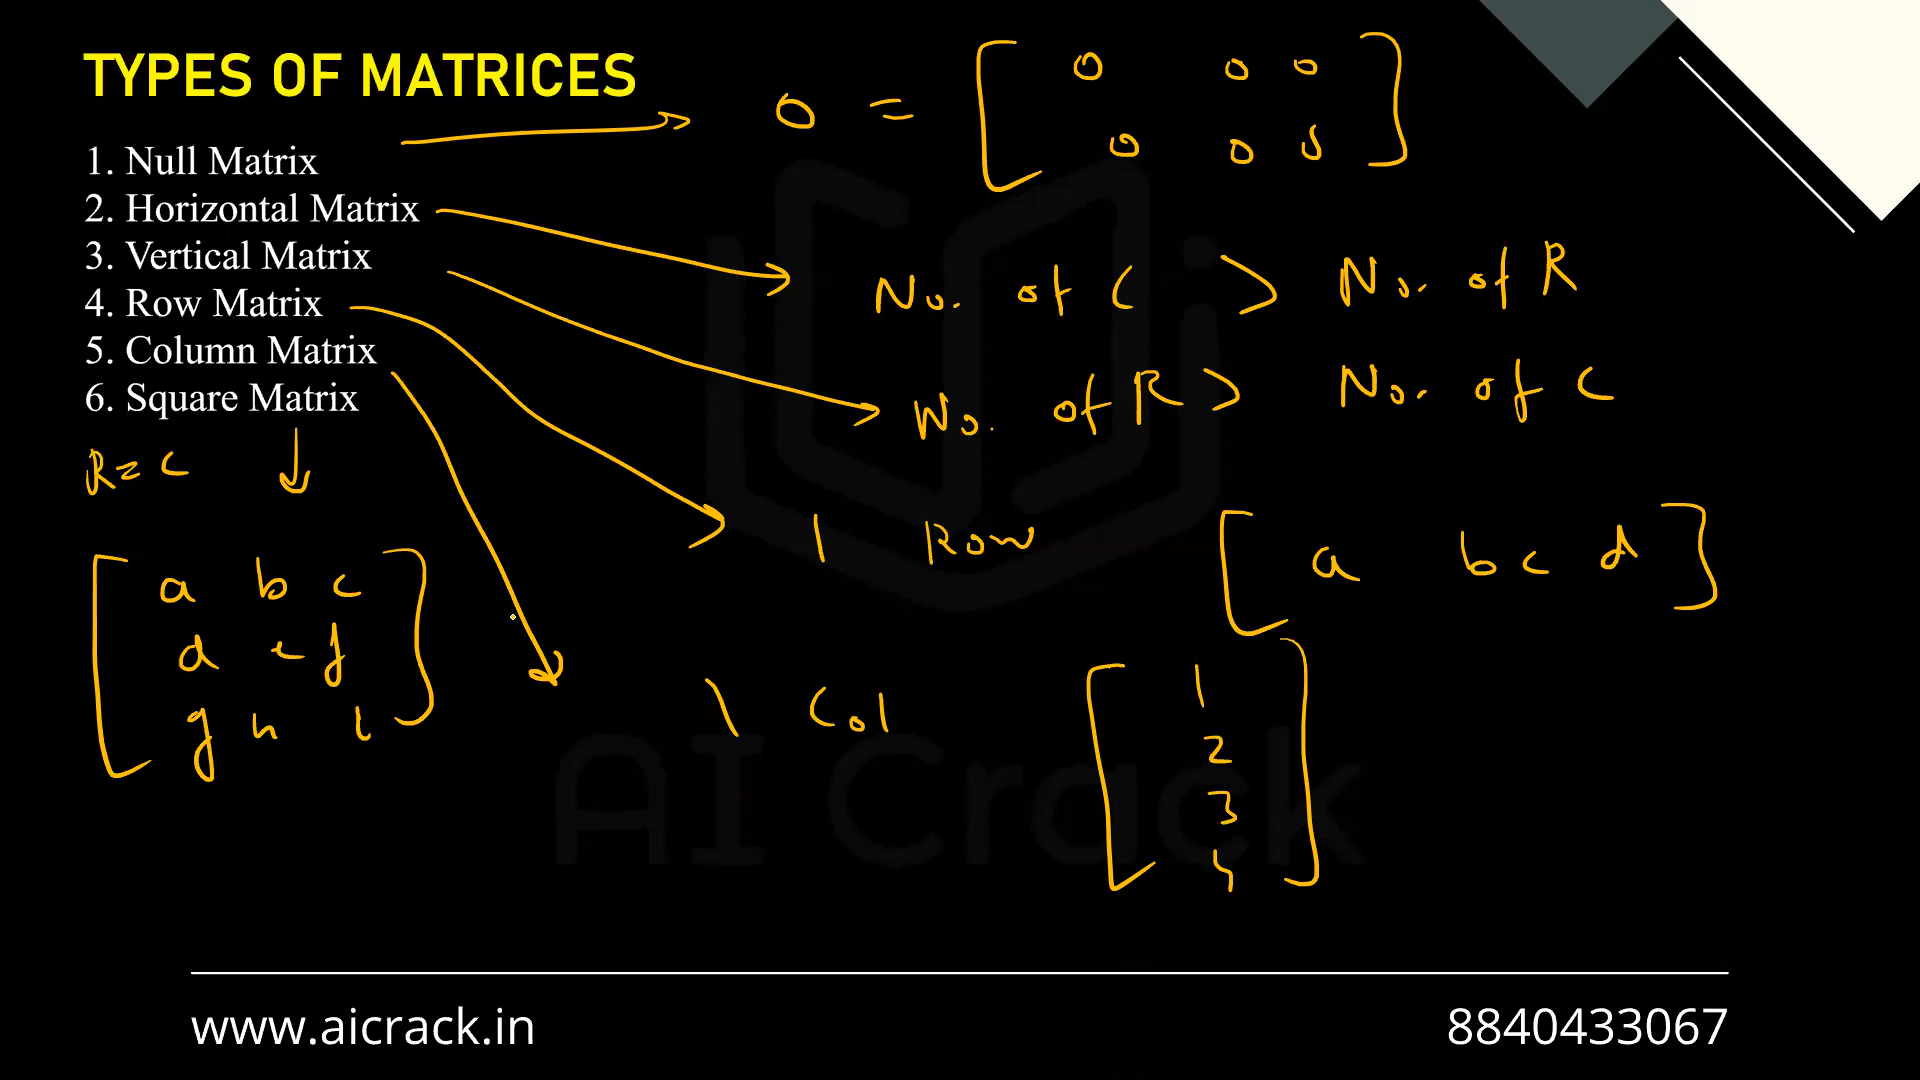 TYPES OF MATRICES
O =
0 0 0
0 0 0
1. Null Matrix
2. Horizontal Matrix
3. Vertical Matrix
4. Row Matrix
5. Column Matrix
6. Square Matrix
No. of C > No. of R
No. of R > No. of C
R = C
1 Row
a b c d
a b c
d e f
g h i
1 Col
1
2
3
4
AI Crack
www.aicrack.in
8840433067